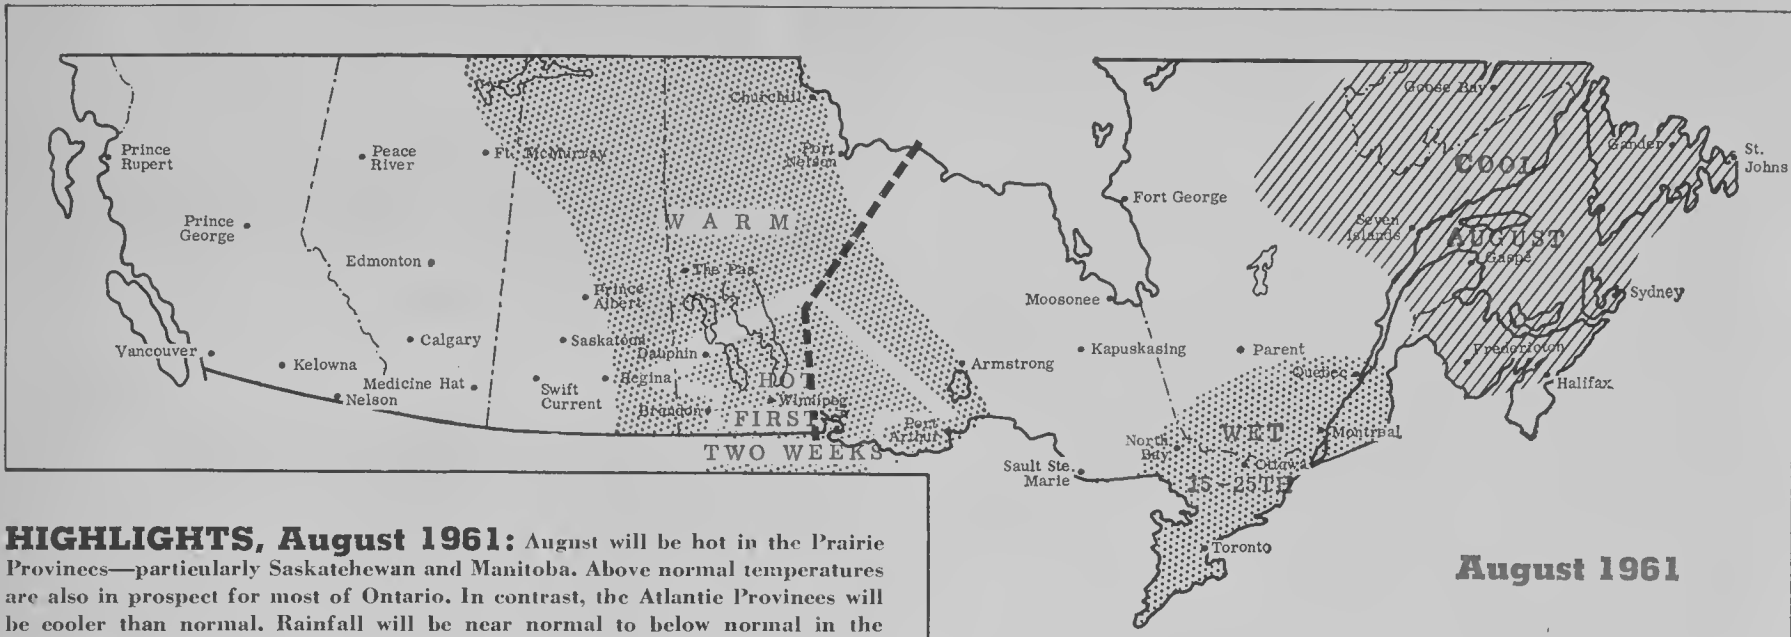 Churchill
Goose Bay
Prince
Rupert
Peace
River
Ft. McMurray
Port
Nelson
COOL
Gander
St.
Johns
Fort George
Prince
George
WARM
Seven
Islands
AUGUST
Gaspe
Edmonton
The Pas
Prince
Albert
Moosonee
Sydney
Vancouver
Kelowna
Calgary
Saskatoon
Dauphin
Armstrong
Kapuskasing
Parent
Fredericton
Quebec
Halifax
Medicine Hat
Nelson
Swift
Current
Regina
HOT
Winnipeg
Brandon
FIRST
TWO WEEKS
Port
Arthur
North
Bay
WET
Montreal
Ottawa
Sault Ste
Marie
15-25TH
Toronto
HIGHLIGHTS, August 1961: August will be hot in the Prairie
Provinces—particularly Saskatchewan and Manitoba. Above normal temperatures
are also in prospect for most of Ontario. In contrast, the Atlantic Provinces will
be cooler than normal. Rainfall will be near normal to below normal in the
August 1961